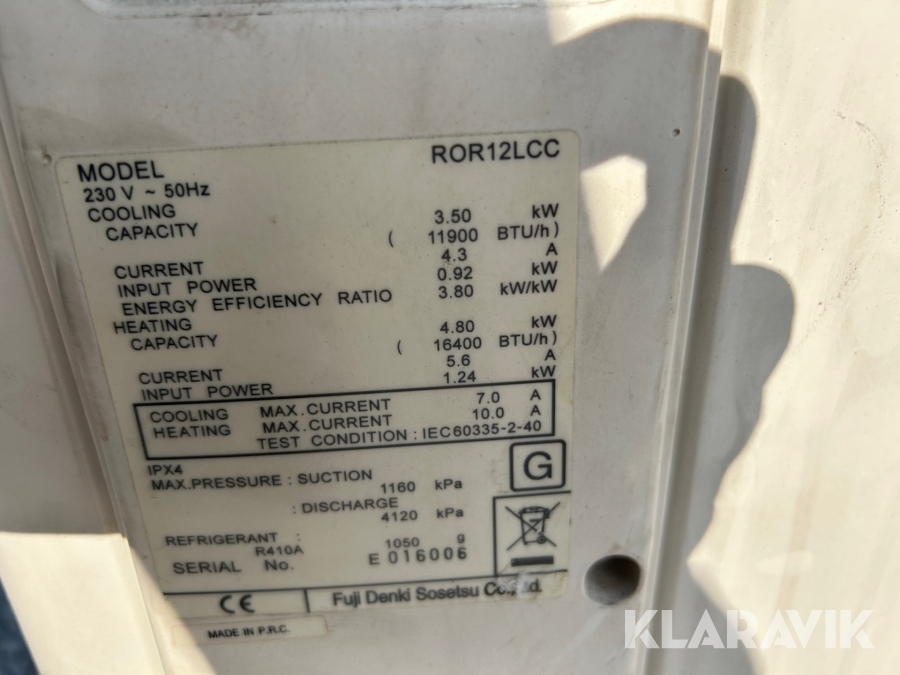 MODEL ROR12LCC
230 V ~ 50Hz
COOLING 3.50 kW
CAPACITY ( 11900 BTU/h )
CURRENT 4.3 A
INPUT POWER 0.92 kW
ENERGY EFFICIENCY RATIO 3.80 kW/kW
HEATING 4.80 kW
CAPACITY ( 16400 BTU/h )
CURRENT 5.6 A
INPUT POWER 1.24 kW
COOLING MAX.CURRENT 7.0 A
HEATING MAX.CURRENT 10.0 A
TEST CONDITION : IEC60335-2-40
IPX4
MAX.PRESSURE : SUCTION
1160 kPa
: DISCHARGE
4120 kPa
G
REFRIGERANT :
R410A 1050 g
SERIAL No. E 016006
CE Fuji Denki Sosetsu Co., Ltd.
MADE IN P.R.C.
KLARAVIK